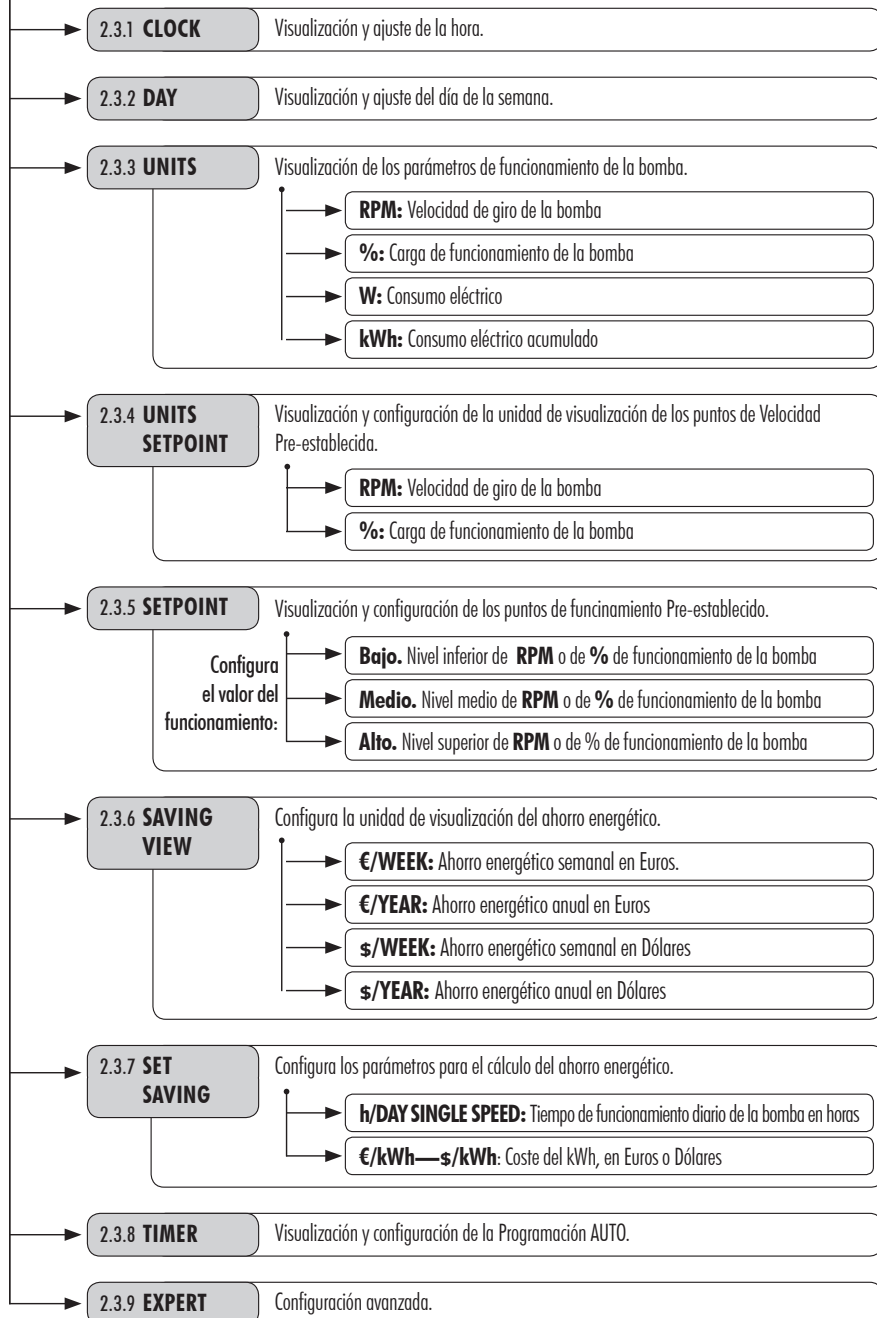 2.3.1 CLOCK
Visualización y ajuste de la hora.
2.3.2 DAY
Visualización y ajuste del día de la semana.
2.3.3 UNITS
Visualización de los parámetros de funcionamiento de la bomba.
RPM: Velocidad de giro de la bomba
%: Carga de funcionamiento de la bomba
W: Consumo eléctrico
kWh: Consumo eléctrico acumulado
2.3.4 UNITS
SETPOINT
Visualización y configuración de la unidad de visualización de los puntos de Velocidad
Pre-establecida.
RPM: Velocidad de giro de la bomba
%: Carga de funcionamiento de la bomba
2.3.5 SETPOINT
Visualización y configuración de los puntos de funcinamiento Pre-establecido.
Configura
el valor del
funcionamiento:
Bajo. Nivel inferior de RPM o de % de funcionamiento de la bomba
Medio. Nivel medio de RPM o de % de funcionamiento de la bomba
Alto. Nivel superior de RPM o de % de funcionamiento de la bomba
2.3.6 SAVING
VIEW
Configura la unidad de visualización del ahorro energético.
€/WEEK: Ahorro energético semanal en Euros.
€/YEAR: Ahorro energético anual en Euros
$/WEEK: Ahorro energético semanal en Dólares
$/YEAR: Ahorro energético anual en Dólares
2.3.7 SET
SAVING
Configura los parámetros para el cálculo del ahorro energético.
h/DAY SINGLE SPEED: Tiempo de funcionamiento diario de la bomba en horas
€/kWh—$/kWh: Coste del kWh, en Euros o Dólares
2.3.8 TIMER
Visualización y configuración de la Programación AUTO.
2.3.9 EXPERT
Configuración avanzada.